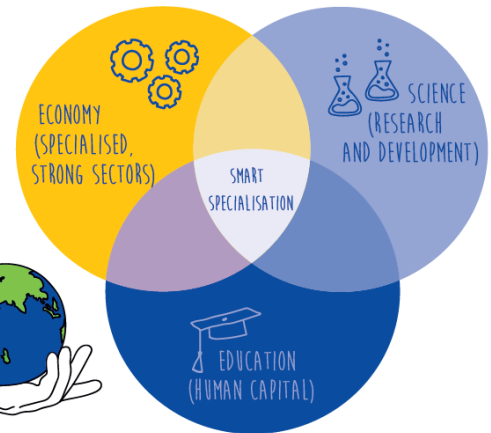 ECONOMY
(SPECIALISED,
STRONG SECTORS)
SCIENCE
(RESEARCH
AND DEVELOPMENT)
SMART
SPECIALISATION
EDUCATION
(HUMAN CAPITAL)